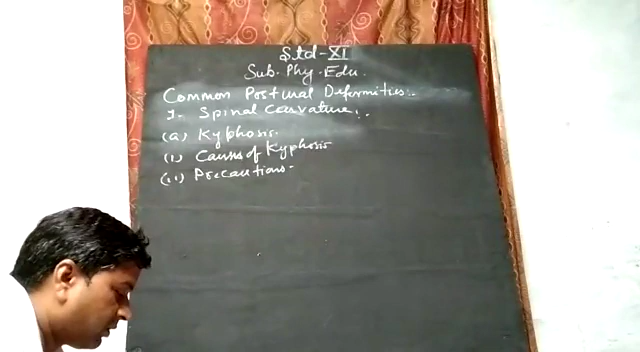 Std-XI
Sub. Phy. Edu.
Common Postural Deformities:.
I. Spinal Curvature:.
(a) Kyphosis.
(i) Causes of Kyphosis
(ii) Precautions.